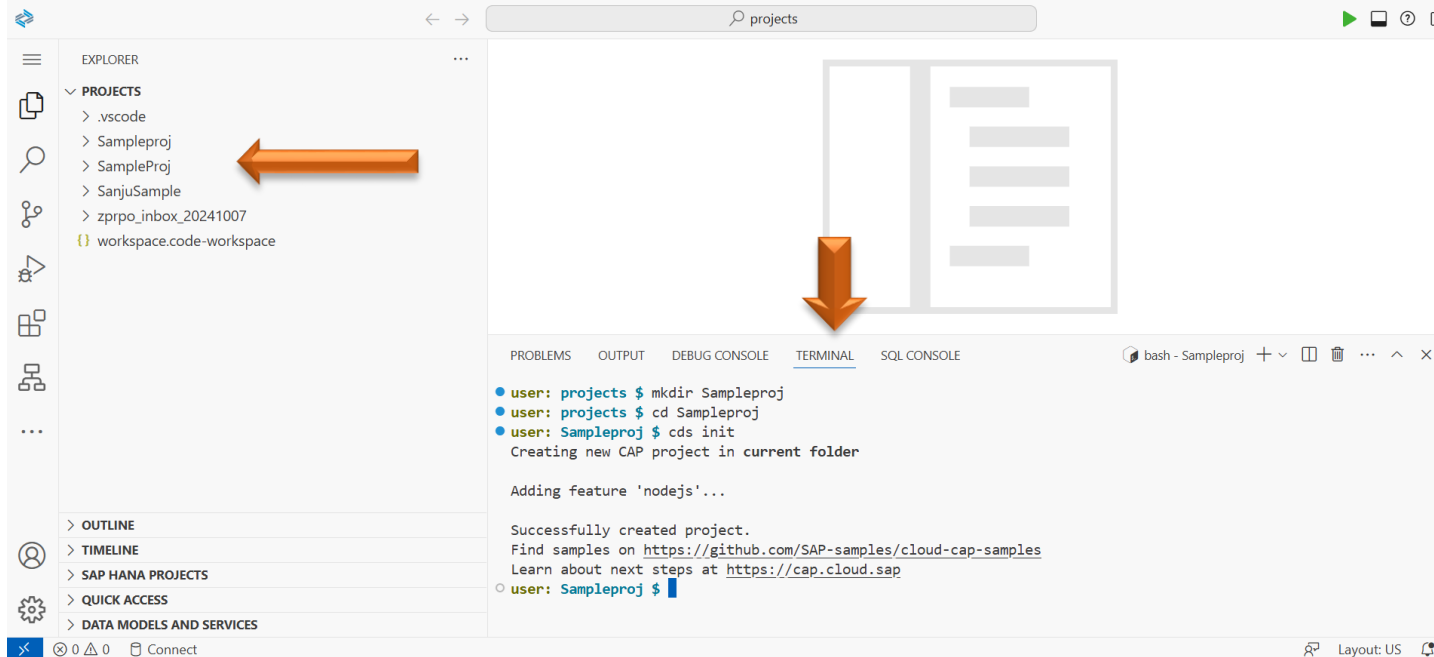 projects
EXPLORER
PROJECTS
.vscode
Sampleproj
SampleProj
SanjuSample
zprpo_inbox_20241007
{} workspace.code-workspace
OUTLINE
TIMELINE
SAP HANA PROJECTS
QUICK ACCESS
DATA MODELS AND SERVICES
PROBLEMS OUTPUT DEBUG CONSOLE TERMINAL SQL CONSOLE bash - Sampleproj
user: projects $ mkdir Sampleproj
user: projects $ cd Sampleproj
user: Sampleproj $ cds init
Creating new CAP project in current folder
Adding feature 'nodejs'...
Successfully created project.
Find samples on https://github.com/SAP-samples/cloud-cap-samples
Learn about next steps at https://cap.cloud.sap
user: Sampleproj $
0 0 Connect Layout: US